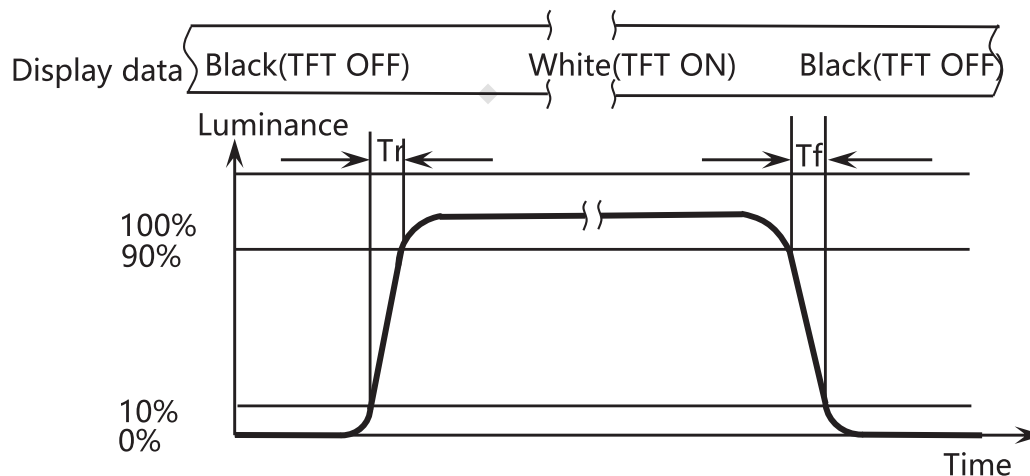 Display data
Black(TFT OFF)
White(TFT ON)
Black(TFT OFF)
Luminance
Tr
Tf
100%
90%
10%
0%
Time